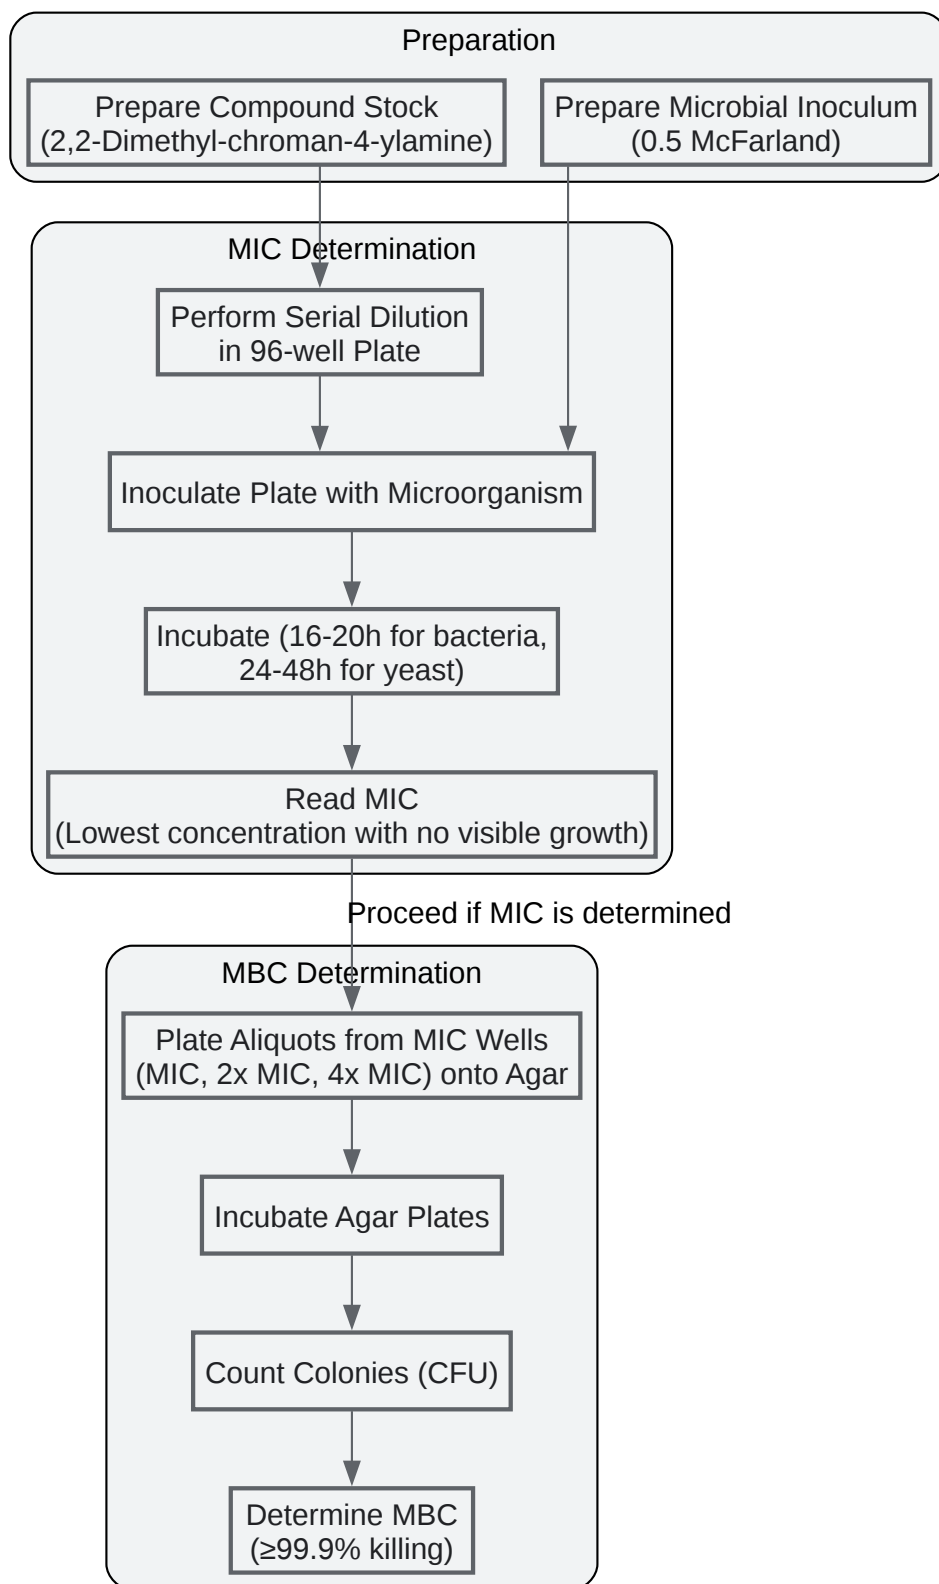 Preparation
Prepare Compound Stock
(2,2-Dimethyl-chroman-4-ylamine)
Prepare Microbial Inoculum
(0.5 McFarland)
MIC Determination
Perform Serial Dilution
in 96-well Plate
Inoculate Plate with Microorganism
Incubate (16-20h for bacteria,
24-48h for yeast)
Read MIC
(Lowest concentration with no visible growth)
Proceed if MIC is determined
MBC Determination
Plate Aliquots from MIC Wells
(MIC, 2x MIC, 4x MIC) onto Agar
Incubate Agar Plates
Count Colonies (CFU)
Determine MBC
(≥99.9% killing)